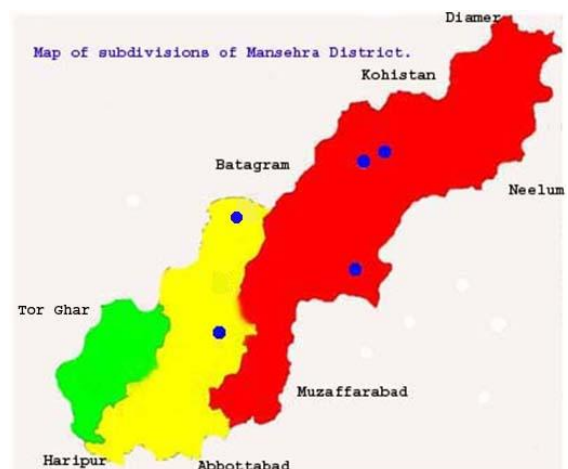 Diamer
Map of subdivisions of Mansehra District.
Kohistan
Batagram
Neelum
Tor Ghar
Muzaffarabad
Haripur
Abbottabad